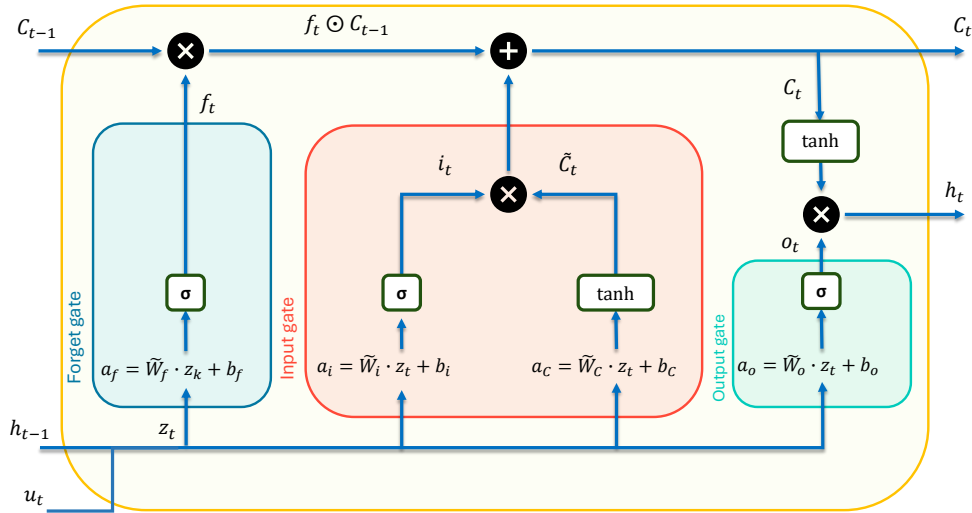 C_{t-1}
f_t ⊙ C_{t-1}
C_t
×
+
f_t
C_t
tanh
i_t
C̃_t
×
×
h_t
o_t
σ
σ
tanh
σ
Forget gate
Input gate
Output gate
a_f = W̃_f · z_k + b_f
a_i = W̃_i · z_t + b_i
a_C = W̃_C · z_t + b_C
a_o = W̃_o · z_t + b_o
h_{t-1}
z_t
u_t